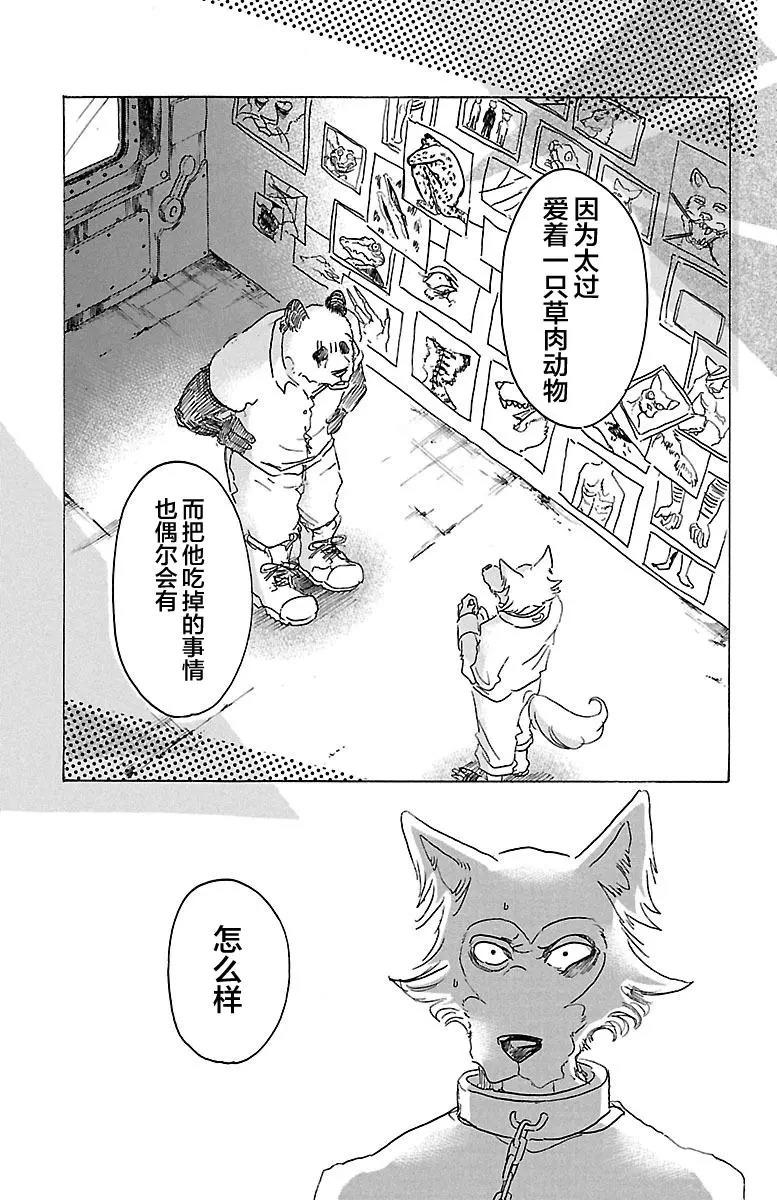 因为太过
爱着一只草肉动物
而把他吃掉的事情
也偶尔会有
怎么样